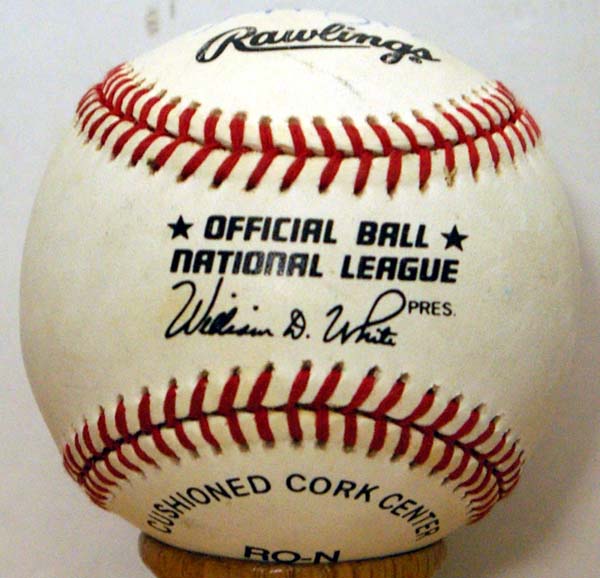 Rawlings
★ OFFICIAL BALL ★
NATIONAL LEAGUE
William D. White PRES.
CUSHIONED CORK CENTER
RO-N